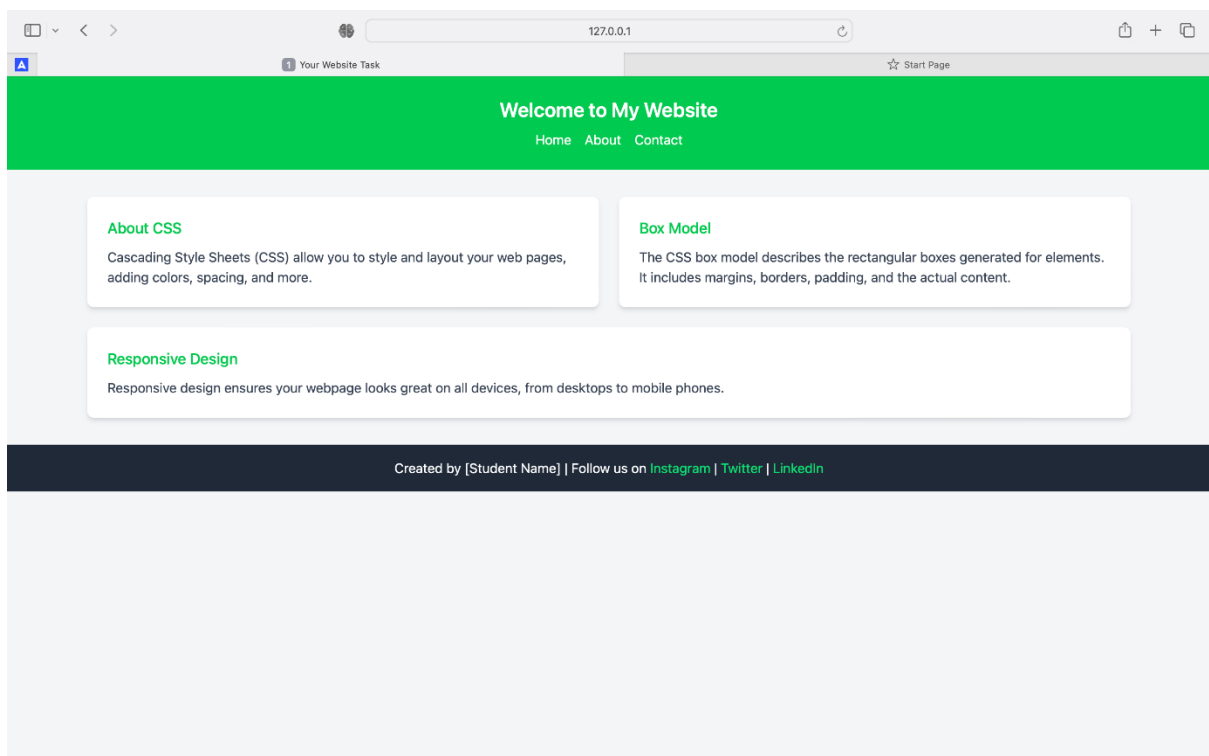 127.0.0.1
A
1 Your Website Task
Start Page
Welcome to My Website
Home About Contact
About CSS
Cascading Style Sheets (CSS) allow you to style and layout your web pages,
adding colors, spacing, and more.
Box Model
The CSS box model describes the rectangular boxes generated for elements.
It includes margins, borders, padding, and the actual content.
Responsive Design
Responsive design ensures your webpage looks great on all devices, from desktops to mobile phones.
Created by [Student Name] | Follow us on Instagram | Twitter | LinkedIn